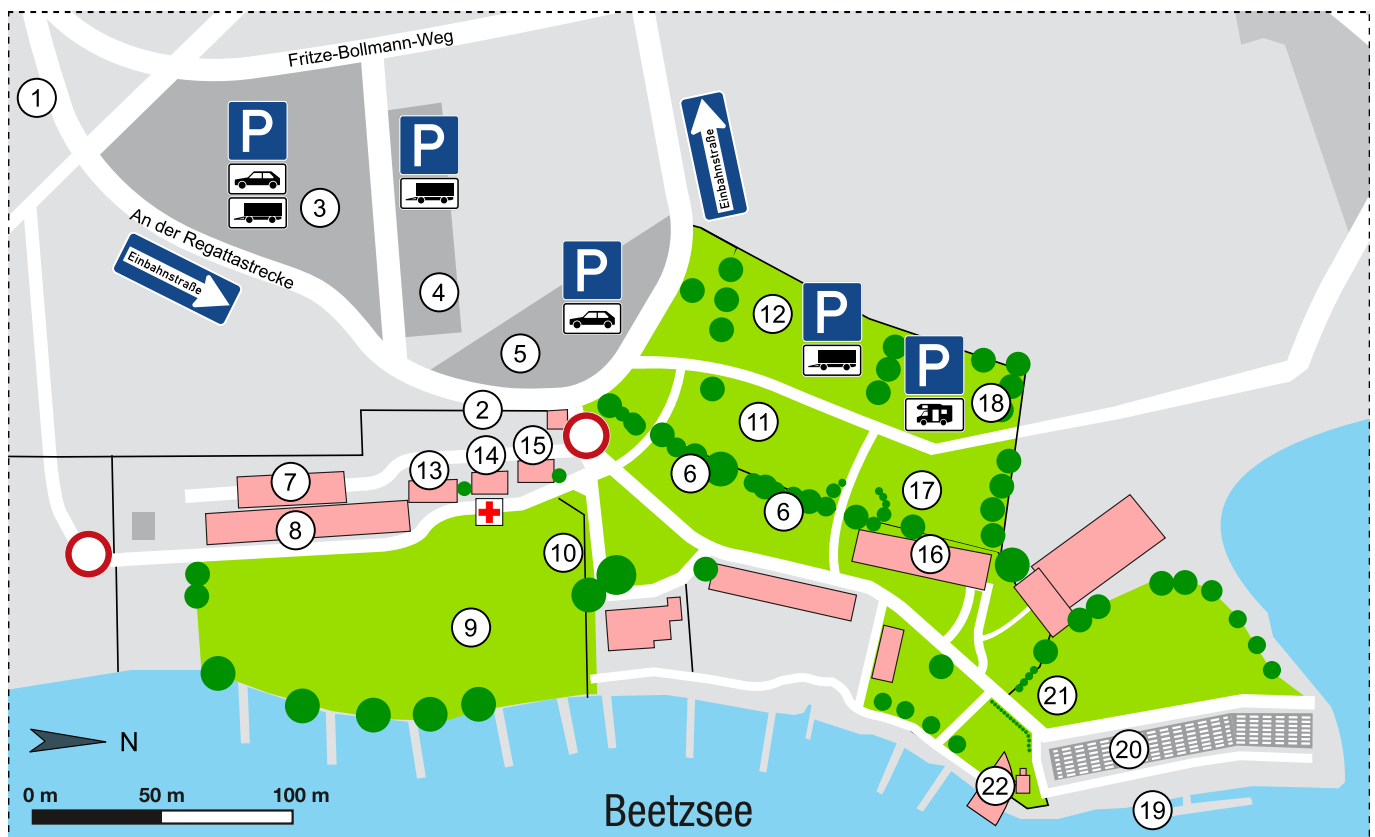 Fritze-Bollmann-Weg
1
P
P
Einbahnstraße
3
An der Regattastrecke
Einbahnstraße
4
P
12
P
5
P
18
2
11
15
14
13
6
7
17
6
8
10
16
9
21
N
20
22
19
0 m 50 m 100 m
Beetzsee